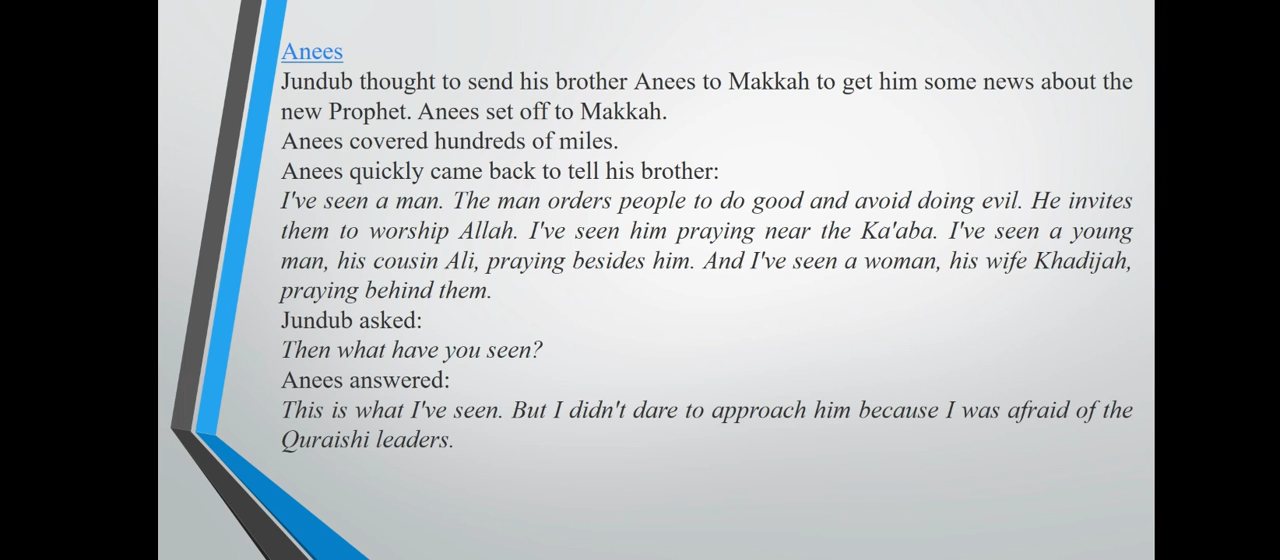 Anees
Jundub thought to send his brother Anees to Makkah to get him some news about the
new Prophet. Anees set off to Makkah.
Anees covered hundreds of miles.
Anees quickly came back to tell his brother:
I've seen a man. The man orders people to do good and avoid doing evil. He invites
them to worship Allah. I've seen him praying near the Ka'aba. I've seen a young
man, his cousin Ali, praying besides him. And I've seen a woman, his wife Khadijah,
praying behind them.
Jundub asked:
Then what have you seen?
Anees answered:
This is what I've seen. But I didn't dare to approach him because I was afraid of the
Quraishi leaders.